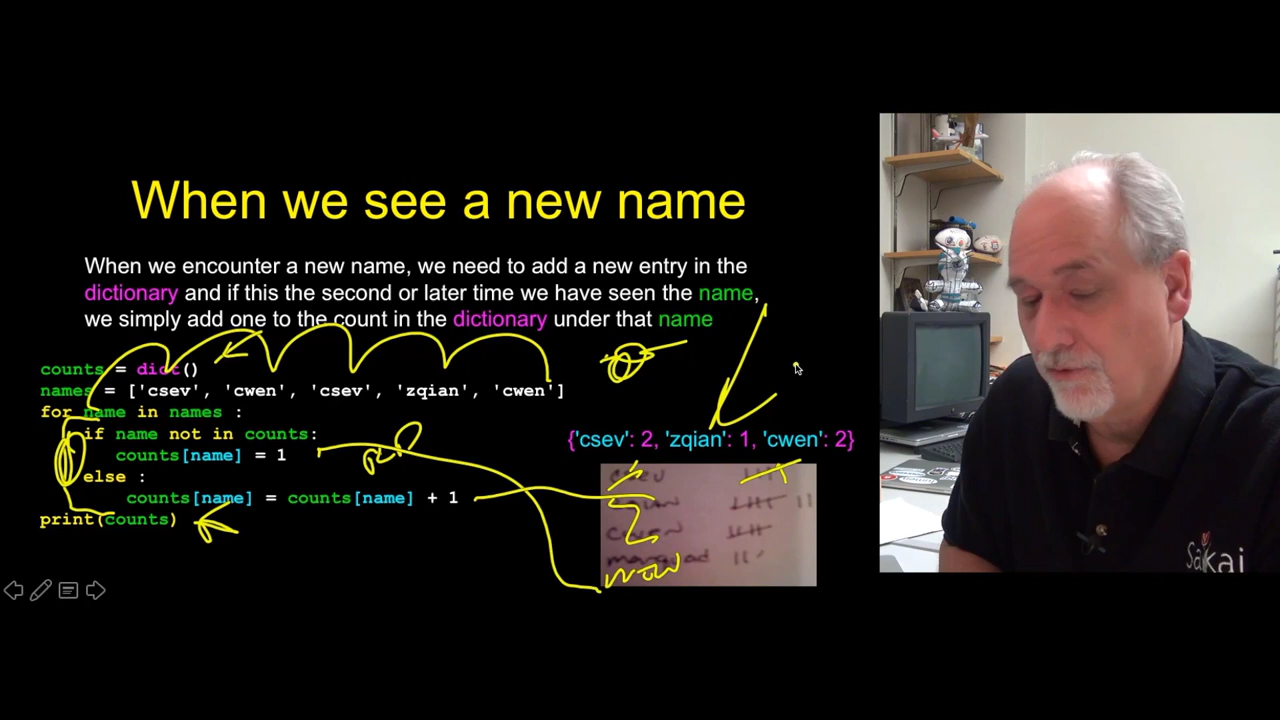 When we see a new name
When we encounter a new name, we need to add a new entry in the
dictionary and if this the second or later time we have seen the name,
we simply add one to the count in the dictionary under that name
counts = dict()
names = ['csev', 'cwen', 'csev', 'zqian', 'cwen']
for name in names :
if name not in counts:
counts[name] = 1
else :
counts[name] = counts[name] + 1
print(counts)
{'csev': 2, 'zqian': 1, 'cwen': 2}
csev
cwen
new
Sakai